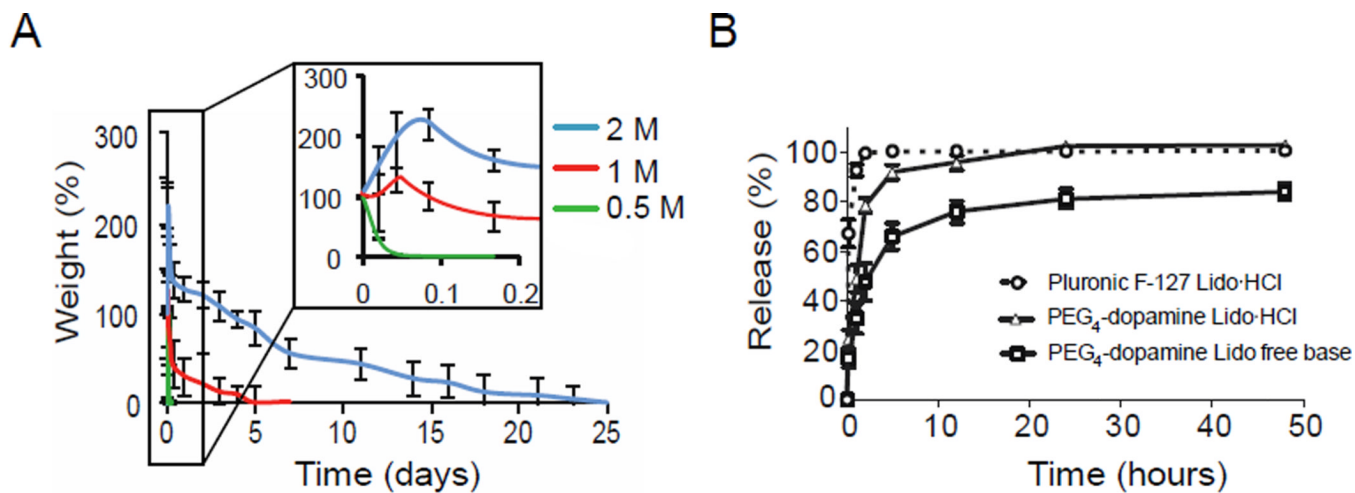 A
Weight (%)
300
200
100
0
0
5
10
15
20
25
Time (days)
300
200
100
0
0
0.1
0.2
2 M
1 M
0.5 M
B
Release (%)
100
80
60
40
20
0
0
10
20
30
40
50
Time (hours)
Pluronic F-127 Lido·HCl
PEG₄-dopamine Lido·HCl
PEG₄-dopamine Lido free base